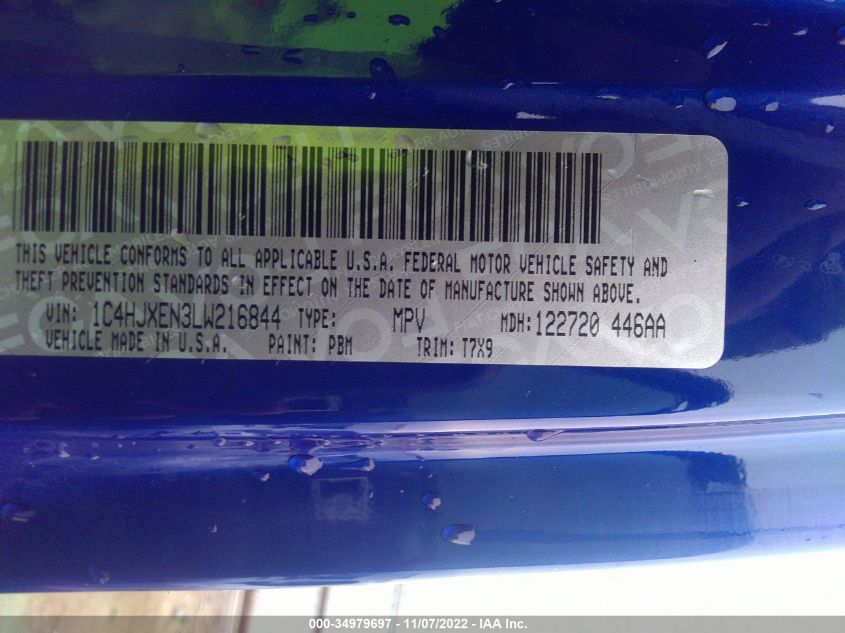 THIS VEHICLE CONFORMS TO ALL APPLICABLE U.S.A. FEDERAL MOTOR VEHICLE SAFETY AND
THEFT PREVENTION STANDARDS IN EFFECT ON THE DATE OF MANUFACTURE SHOWN ABOVE.
VIN: 1C4HJXEN3LW216844 TYPE: MPV MDH:122720 446AA
VEHICLE MADE IN U.S.A. PAINT: PBM TRIM: T7X9
000-34979697 - 11/07/2022 - IAA Inc.